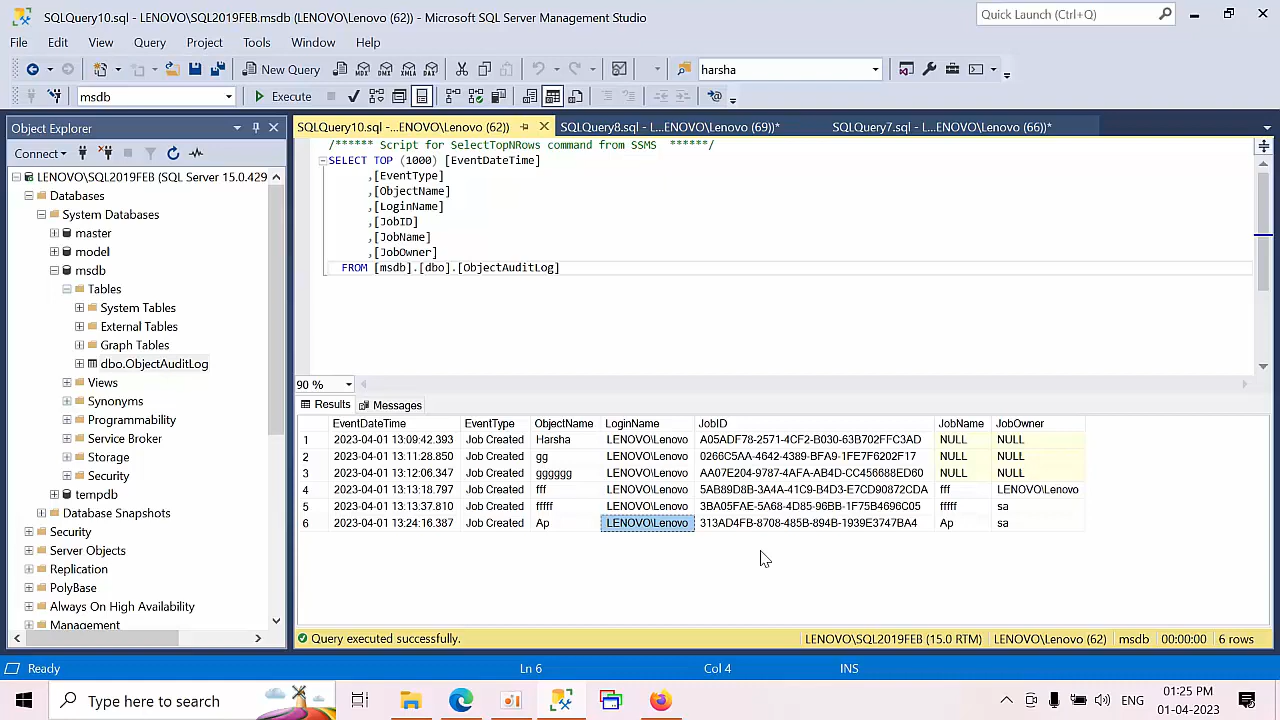 SQLQuery10.sql - LENOVO\SQL2019FEB.msdb (LENOVO\Lenovo (62)) - Microsoft SQL Server Management Studio
Quick Launch (Ctrl+Q)
File Edit View Query Project Tools Window Help
New Query MDX DMX XMLA DAX harsha
msdb Execute
Object Explorer
SQLQuery10.sql -...ENOVO\Lenovo (62)) SQLQuery8.sql - L...ENOVO\Lenovo (69))* SQLQuery7.sql - L...ENOVO\Lenovo (66))*
Connect
LENOVO\SQL2019FEB (SQL Server 15.0.429
Databases
System Databases
master
model
msdb
Tables
System Tables
External Tables
Graph Tables
dbo.ObjectAuditLog
Views
Synonyms
Programmability
Service Broker
Storage
Security
tempdb
Database Snapshots
Security
Server Objects
Replication
PolyBase
Always On High Availability
Management
/****** Script for SelectTopNRows command from SSMS ******/
SELECT TOP (1000) [EventDateTime]
,[EventType]
,[ObjectName]
,[LoginName]
,[JobID]
,[JobName]
,[JobOwner]
FROM [msdb].[dbo].[ObjectAuditLog]
90 %
Results Messages
EventDateTime EventType ObjectName LoginName JobID JobName JobOwner
1 2023-04-01 13:09:42.393 Job Created Harsha LENOVO\Lenovo A05ADF78-2571-4CF2-B030-63B702FFC3AD NULL NULL
2 2023-04-01 13:11:28.850 Job Created gg LENOVO\Lenovo 0266C5AA-4642-4389-BFA9-1FE7F6202F17 NULL NULL
3 2023-04-01 13:12:06.347 Job Created gggggg LENOVO\Lenovo AA07E204-9787-4AFA-AB4D-CC456688ED60 NULL NULL
4 2023-04-01 13:13:18.797 Job Created fff LENOVO\Lenovo 5AB89D8B-3A4A-41C9-B4D3-E7CD90872CDA fff LENOVO\Lenovo
5 2023-04-01 13:13:37.810 Job Created fffff LENOVO\Lenovo 3BA05FAE-5A68-4D85-96BB-1F75B4696C05 fffff sa
6 2023-04-01 13:24:16.387 Job Created Ap LENOVO\Lenovo 313AD4FB-8708-485B-894B-1939E3747BA4 Ap sa
Query executed successfully. LENOVO\SQL2019FEB (15.0 RTM) LENOVO\Lenovo (62) msdb 00:00:00 6 rows
Ready Ln 6 Col 4 INS
Type here to search
ENG
01:25 PM
01-04-2023